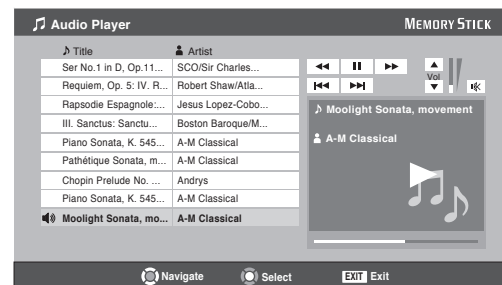 Audio Player
MEMORY STICK
Title Artist
Ser No.1 in D, Op.11... SCO/Sir Charles...
Requiem, Op. 5: IV. R... Robert Shaw/Atla...
Rapsodie Espagnole:... Jesus Lopez-Cobo...
III. Sanctus: Sanctu... Boston Baroque/M...
Piano Sonata, K. 545... A-M Classical
Pathétique Sonata, m... A-M Classical
Chopin Prelude No. ... Andrys
Piano Sonata, K. 545... A-M Classical
Moolight Sonata, mo... A-M Classical
Vol
Moolight Sonata, movement
A-M Classical
Navigate Select EXIT Exit